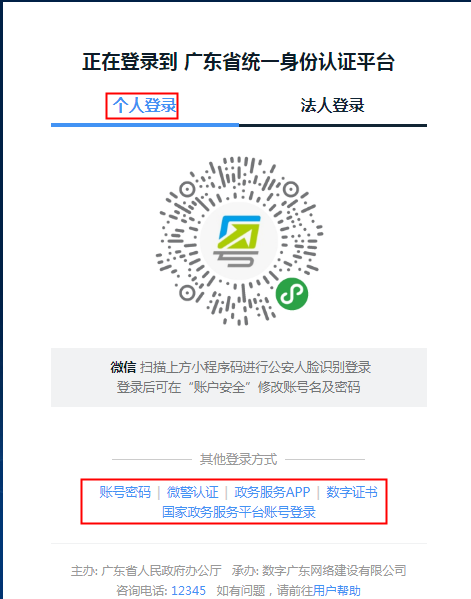 正在登录到 广东省统一身份认证平台
个人登录 法人登录
微信 扫描上方小程序码进行公安人脸识别登录
登录后可在“账户安全”修改账号名及密码
其他登录方式
账号密码 | 微警认证 | 政务服务APP | 数字证书
国家政务服务平台账号登录
主办: 广东省人民政府办公厅 承办: 数字广东网络建设有限公司
咨询电话: 12345 如有问题，请前往用户帮助